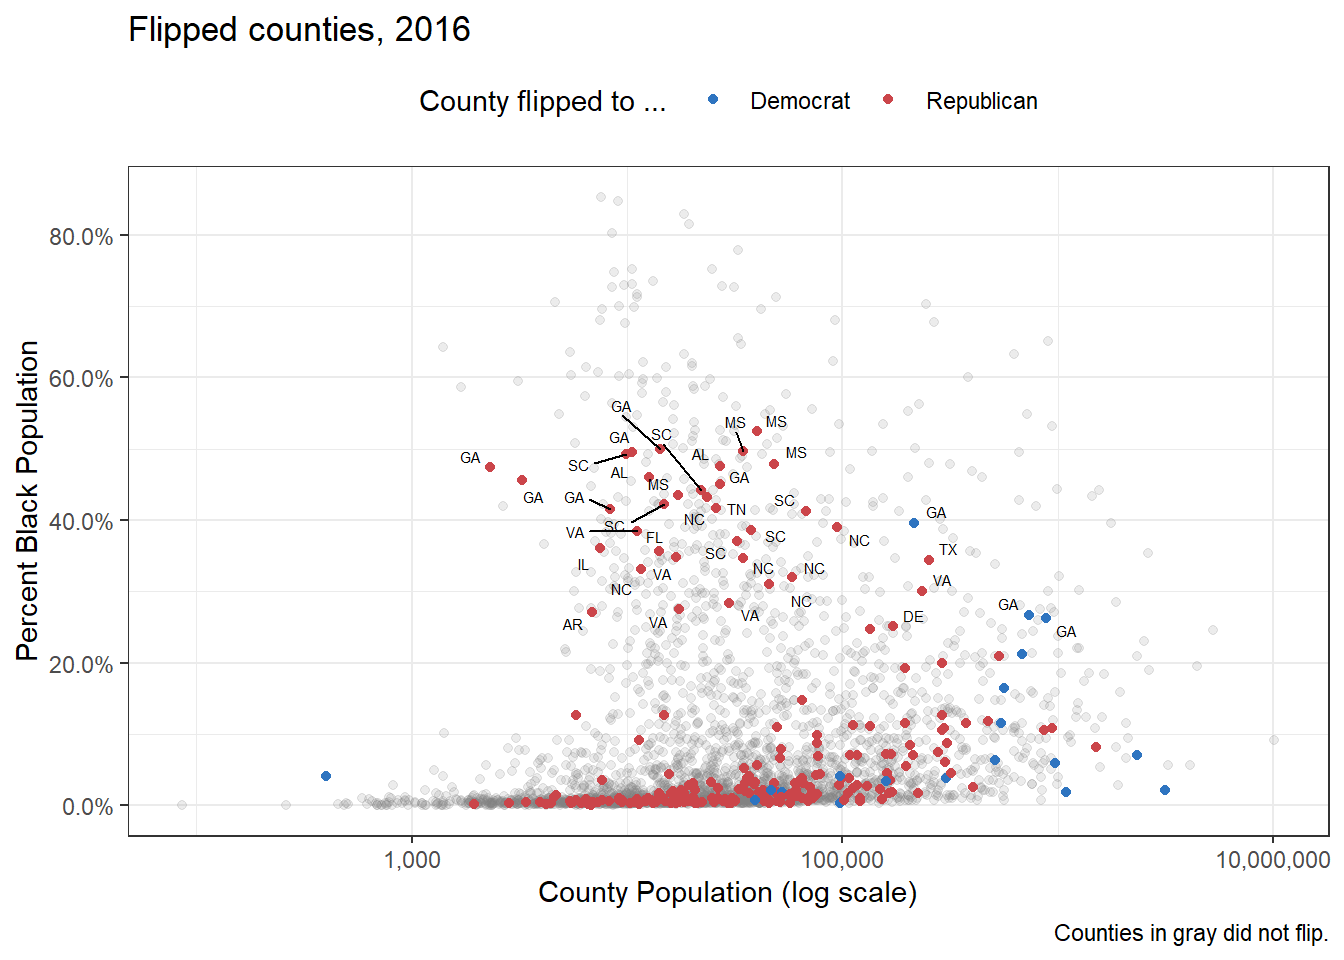 Flipped counties, 2016
County flipped to ... Democrat Republican
Percent Black Population
80.0%
60.0%
40.0%
20.0%
0.0%
GA
SC
MS
MS
GA
GA
SC
AL
MS
AL
MS
GA
GA
GA
SC
NC
TN
SC
GA
VA
FL
SC
NC
TX
IL
VA
SC
NC
NC
VA
NC
NC
AR
VA
VA
DE
GA
GA
1,000
100,000
10,000,000
County Population (log scale)
Counties in gray did not flip.